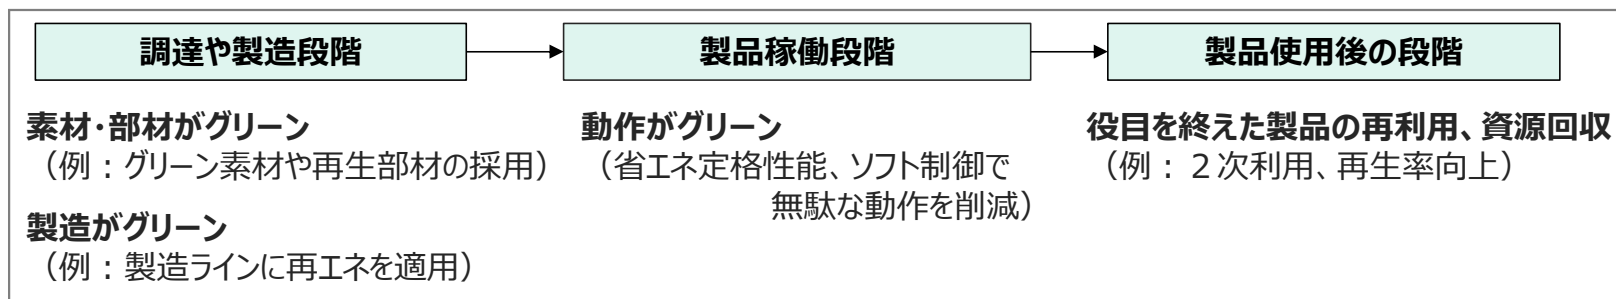 調達や製造段階
製品稼働段階
製品使用後の段階
素材・部材がグリーン
（例：グリーン素材や再生部材の採用）
製造がグリーン
（例：製造ラインに再エネを適用）
動作がグリーン
（省エネ定格性能、ソフト制御で
無駄な動作を削減）
役目を終えた製品の再利用、資源回収
（例：２次利用、再生率向上）